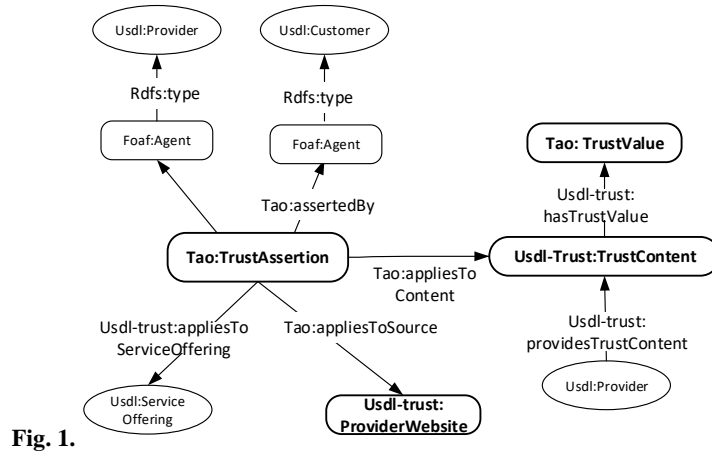 Usdl:Provider
Usdl:Customer
Rdfs:type
Rdfs:type
Foaf:Agent
Foaf:Agent
Tao: TrustValue
Tao:assertedBy
Usdl-trust:
hasTrustValue
Tao:TrustAssertion
Usdl-Trust:TrustContent
Tao:appliesTo
Content
Usdl-trust:appliesTo
ServiceOffering
Tao:appliesToSource
Usdl-trust:
providesTrustContent
Usdl:Service
Offering
Usdl-trust:
ProviderWebsite
Usdl:Provider
Fig. 1.